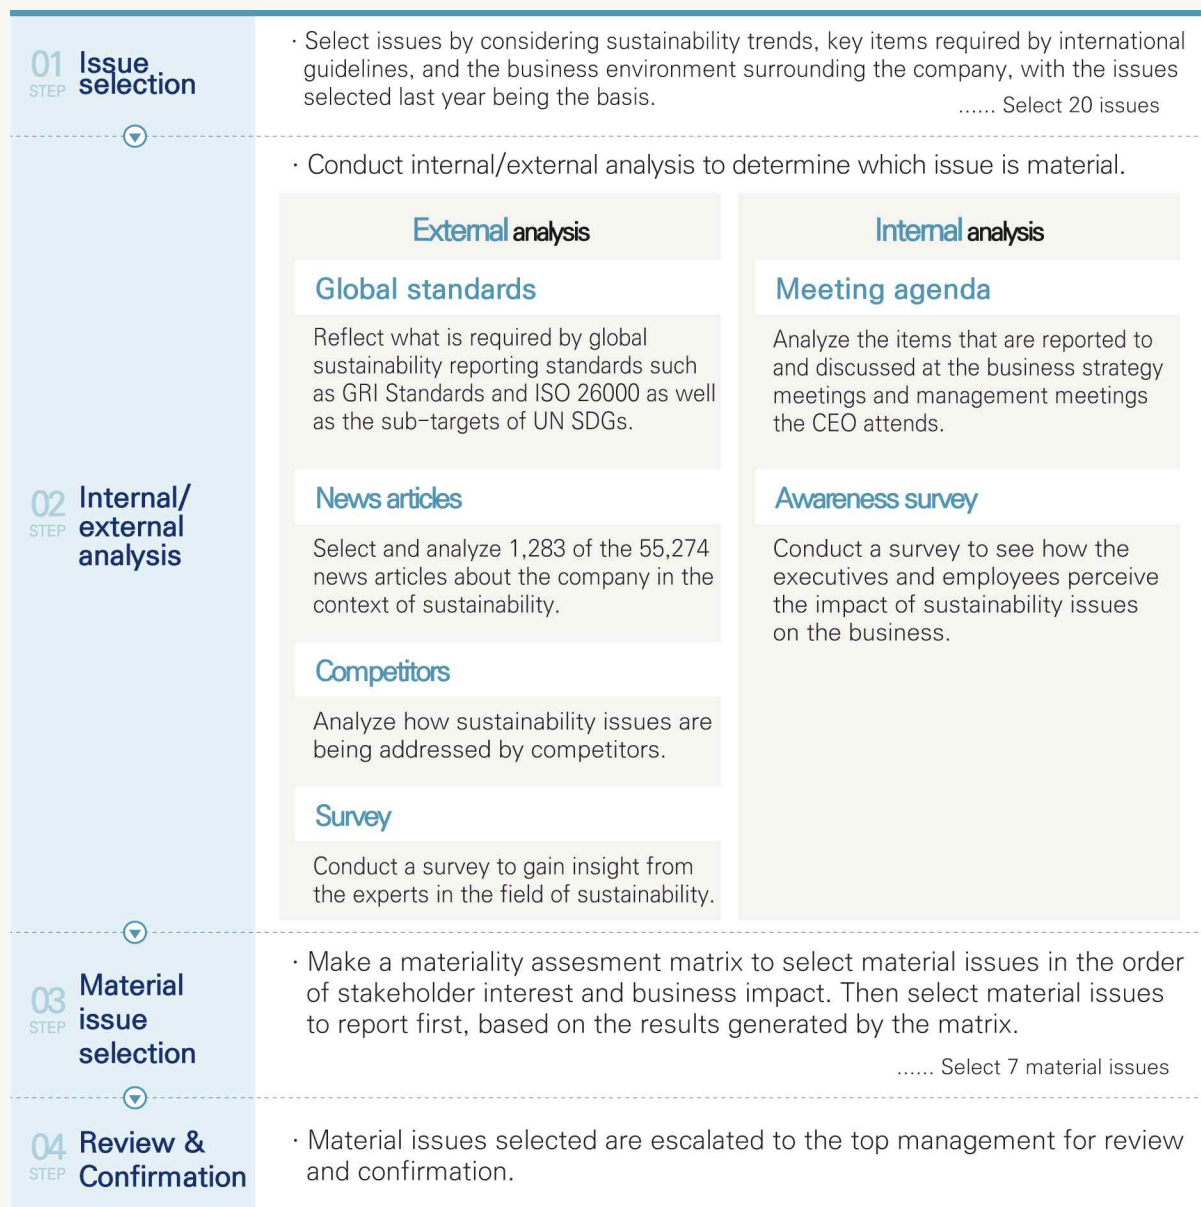 01
STEP
Issue
selection
· Select issues by considering sustainability trends, key items required by international
guidelines, and the business environment surrounding the company, with the issues
selected last year being the basis.
...... Select 20 issues
02
STEP
Internal/
external
analysis
· Conduct internal/external analysis to determine which issue is material.
External analysis
Global standards
Reflect what is required by global
sustainability reporting standards such
as GRI Standards and ISO 26000 as well
as the sub-targets of UN SDGs.
News articles
Select and analyze 1,283 of the 55,274
news articles about the company in the
context of sustainability.
Competitors
Analyze how sustainability issues are
being addressed by competitors.
Survey
Conduct a survey to gain insight from
the experts in the field of sustainability.
Internal analysis
Meeting agenda
Analyze the items that are reported to
and discussed at the business strategy
meetings and management meetings
the CEO attends.
Awareness survey
Conduct a survey to see how the
executives and employees perceive
the impact of sustainability issues
on the business.
03
STEP
Material
issue
selection
· Make a materiality assesment matrix to select material issues in the order
of stakeholder interest and business impact. Then select material issues
to report first, based on the results generated by the matrix.
...... Select 7 material issues
04
STEP
Review &
Confirmation
· Material issues selected are escalated to the top management for review
and confirmation.